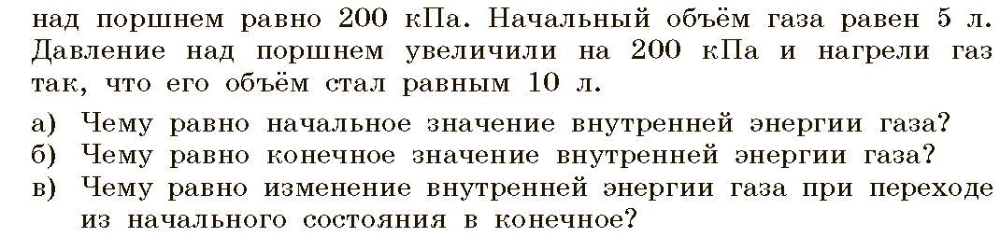 над поршнем равно 200 кПа. Начальный объём газа равен 5 л.
Давление над поршнем увеличили на 200 кПа и нагрели газ
так, что его объём стал равным 10 л.
а) Чему равно начальное значение внутренней энергии газа?
б) Чему равно конечное значение внутренней энергии газа?
в) Чему равно изменение внутренней энергии газа при переходе
из начального состояния в конечное?